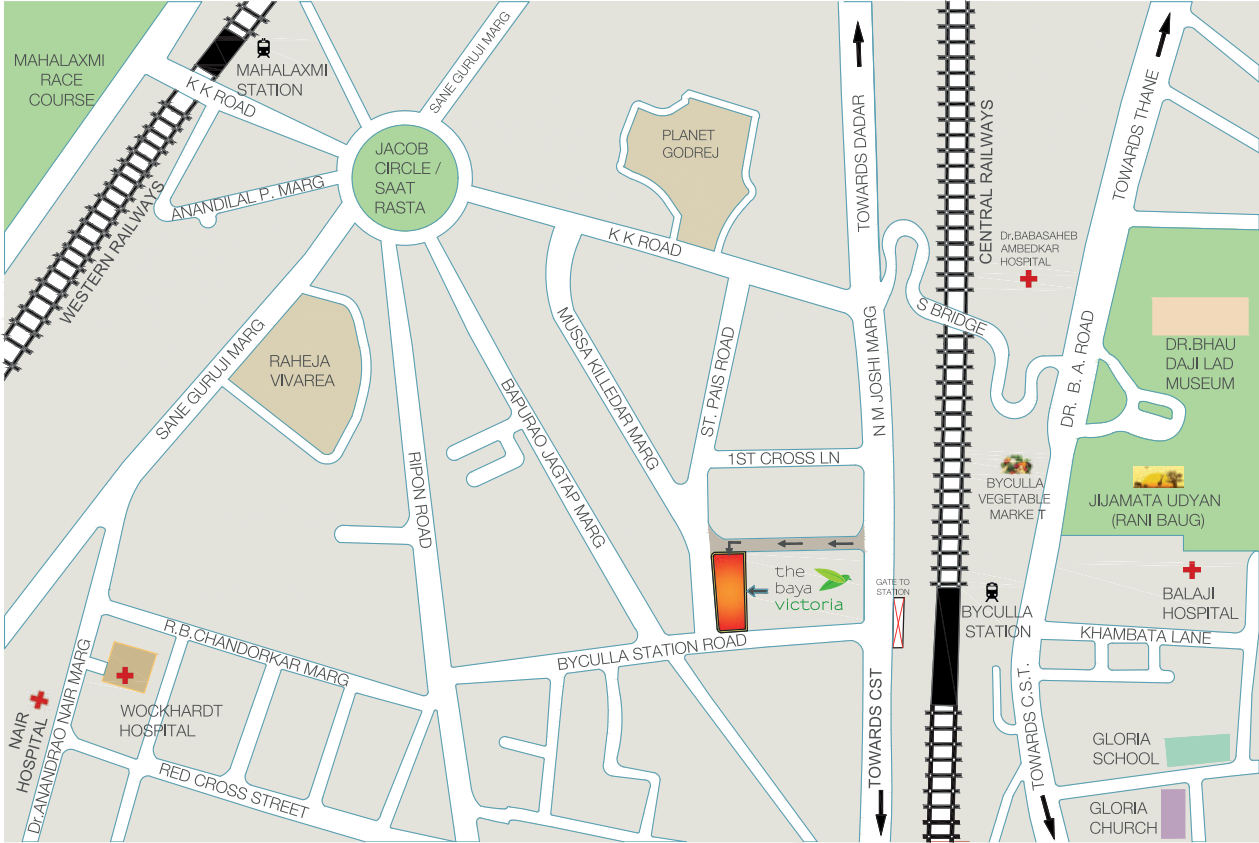 MAHALAXMI
RACE
COURSE
MAHALAXMI
STATION
K K ROAD
SANE GURUJI MARG
WESTERN RAILWAYS
ANANDILAL P. MARG
JACOB
CIRCLE /
SAAT
RASTA
PLANET
GODREJ
K K ROAD
TOWARDS DADAR
CENTRAL RAILWAYS
TOWARDS THANE
Dr.BABASAHEB
AMBEDKAR
HOSPITAL
S BRIDGE
DR. B. A. ROAD
DR.BHAU
DAJI LAD
MUSEUM
SANE GURUJI MARG
RAHEJA
VIVAREA
MUSSA KILLEDAR MARG
ST. PAIS ROAD
N M JOSHI MARG
BAPURAO JAGTAP MARG
RIPON ROAD
1ST CROSS LN
BYCULLA
VEGETABLE
MARKE T
JIJAMATA UDYAN
(RANI BAUG)
the
baya
victoria
GATE TO
STATION
BYCULLA
STATION
BALAJI
HOSPITAL
KHAMBATA LANE
BYCULLA STATION ROAD
R.B.CHANDORKAR MARG
WOCKHARDT
HOSPITAL
NAIR
HOSPITAL
Dr.ANANDRAO NAIR MARG
RED CROSS STREET
TOWARDS CST
TOWARDS C.S.T.
GLORIA
SCHOOL
GLORIA
CHURCH